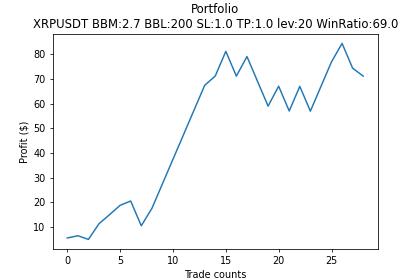 Portfolio
XRPUSDT BBM:2.7 BBL:200 SL:1.0 TP:1.0 lev:20 WinRatio:69.0
80
70
60
50
40
30
20
10
Profit ($)
0 5 10 15 20 25
Trade counts